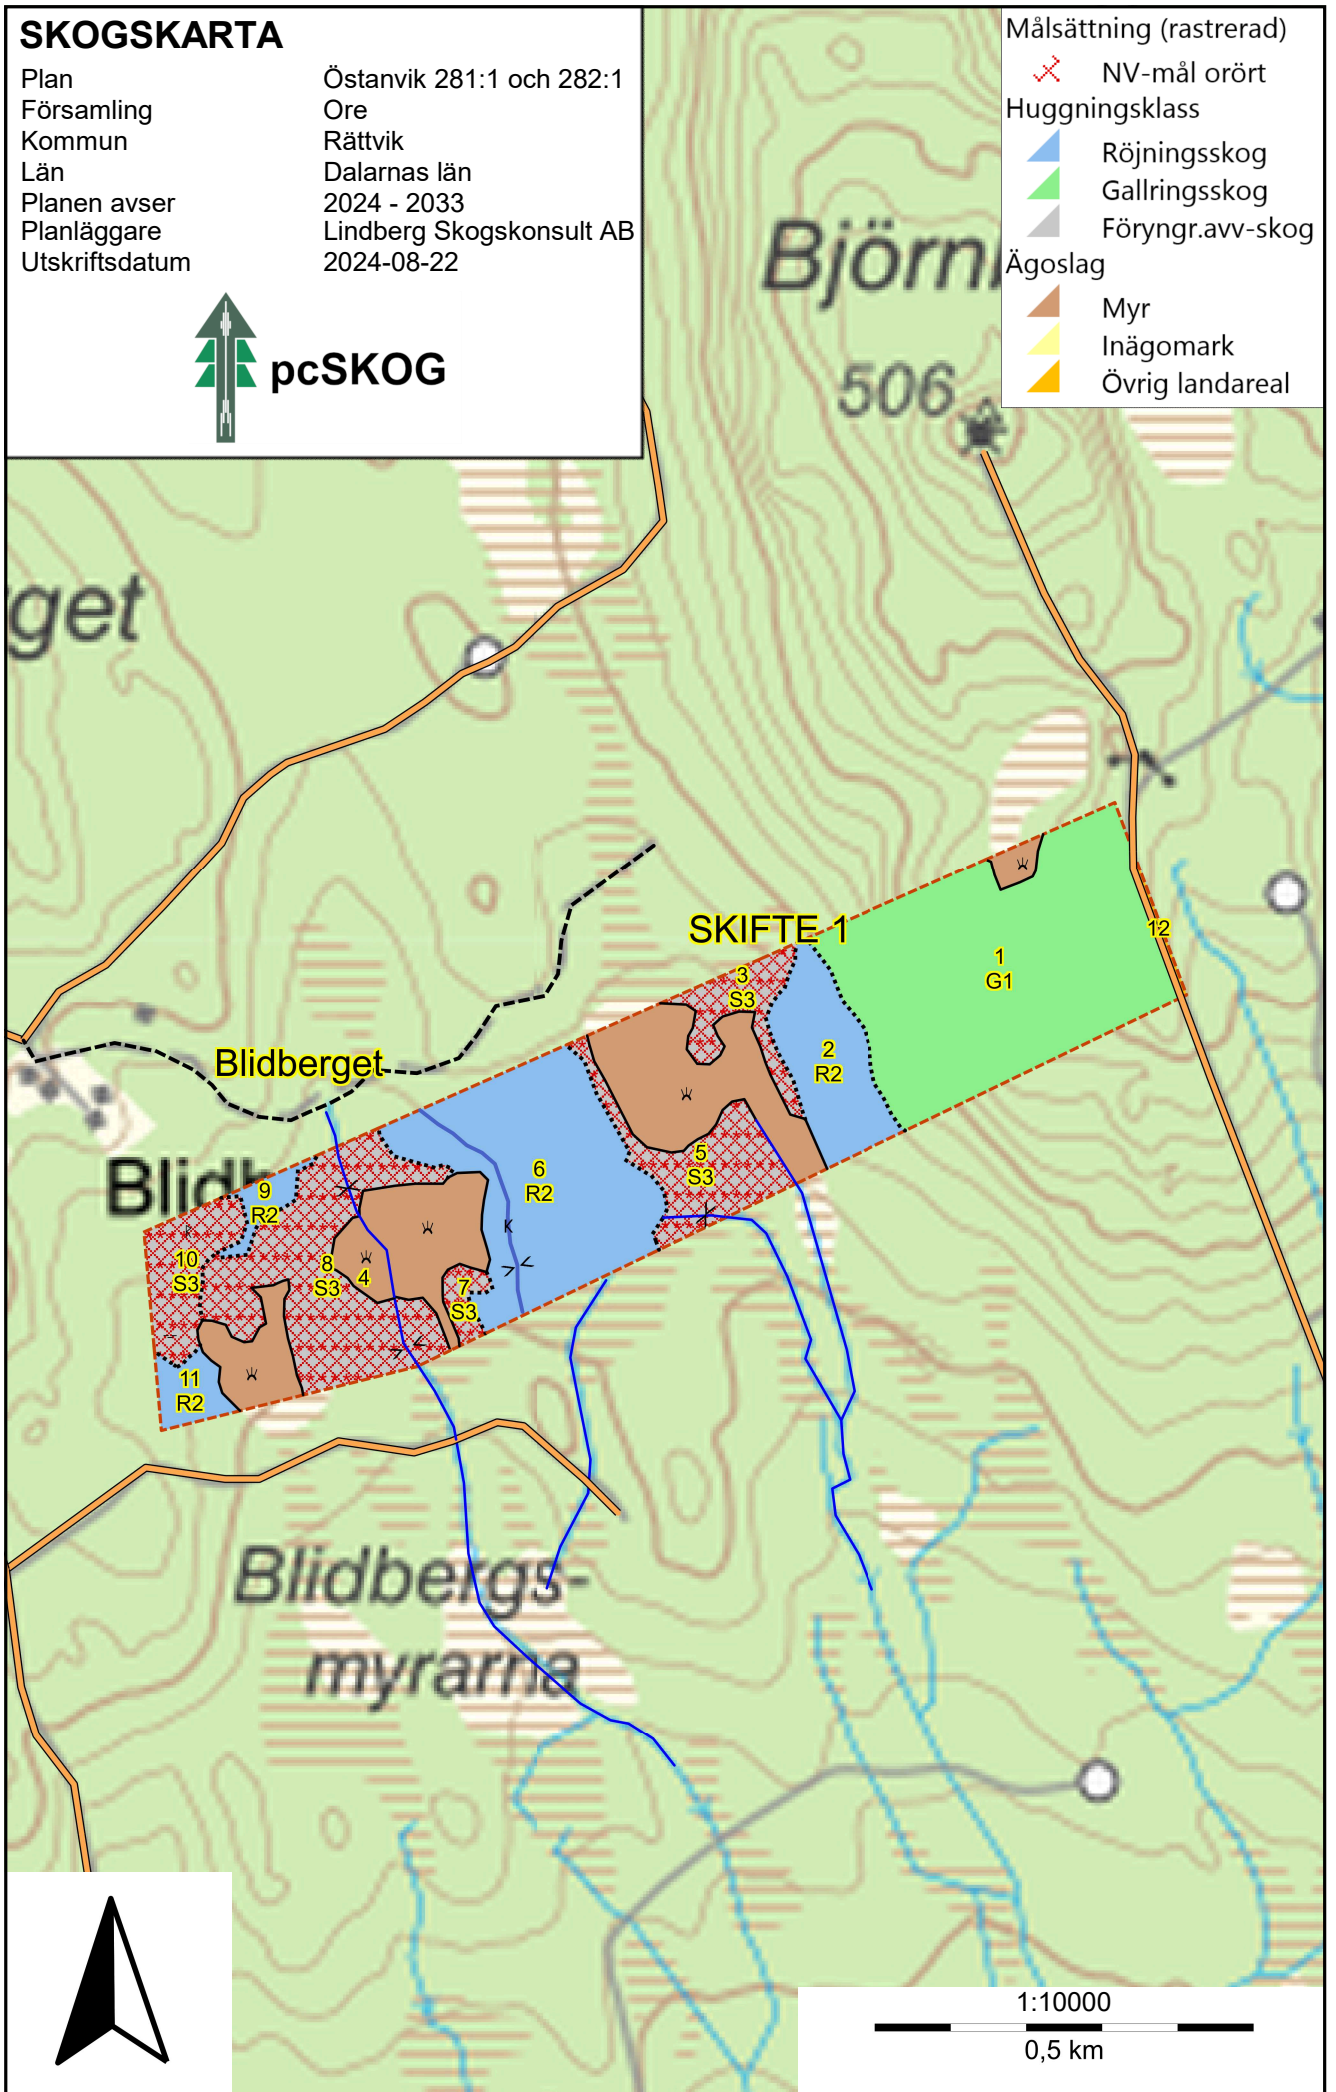 SKOGSKARTA
Plan Östanvik 281:1 och 282:1
Församling Ore
Kommun Rättvik
Län Dalarnas län
Planen avser 2024 - 2033
Planläggare Lindberg Skogskonsult AB
Utskriftsdatum 2024-08-22
pcSKOG
Målsättning (rastrerad)
NV-mål orört
Huggningsklass
Röjningsskog
Gallringsskog
Föryngr.avv-skog
Ägoslag
Myr
Inägomark
Övrig landareal
Björn
506
get
SKIFTE 1
12
1
G1
3
S3
2
R2
Blidberget
5
S3
6
R2
K
Blidb
9
R2
10
S3
8
S3
4
7
S3
11
R2
Blidbergs-
myrarna
1:10000
0,5 km